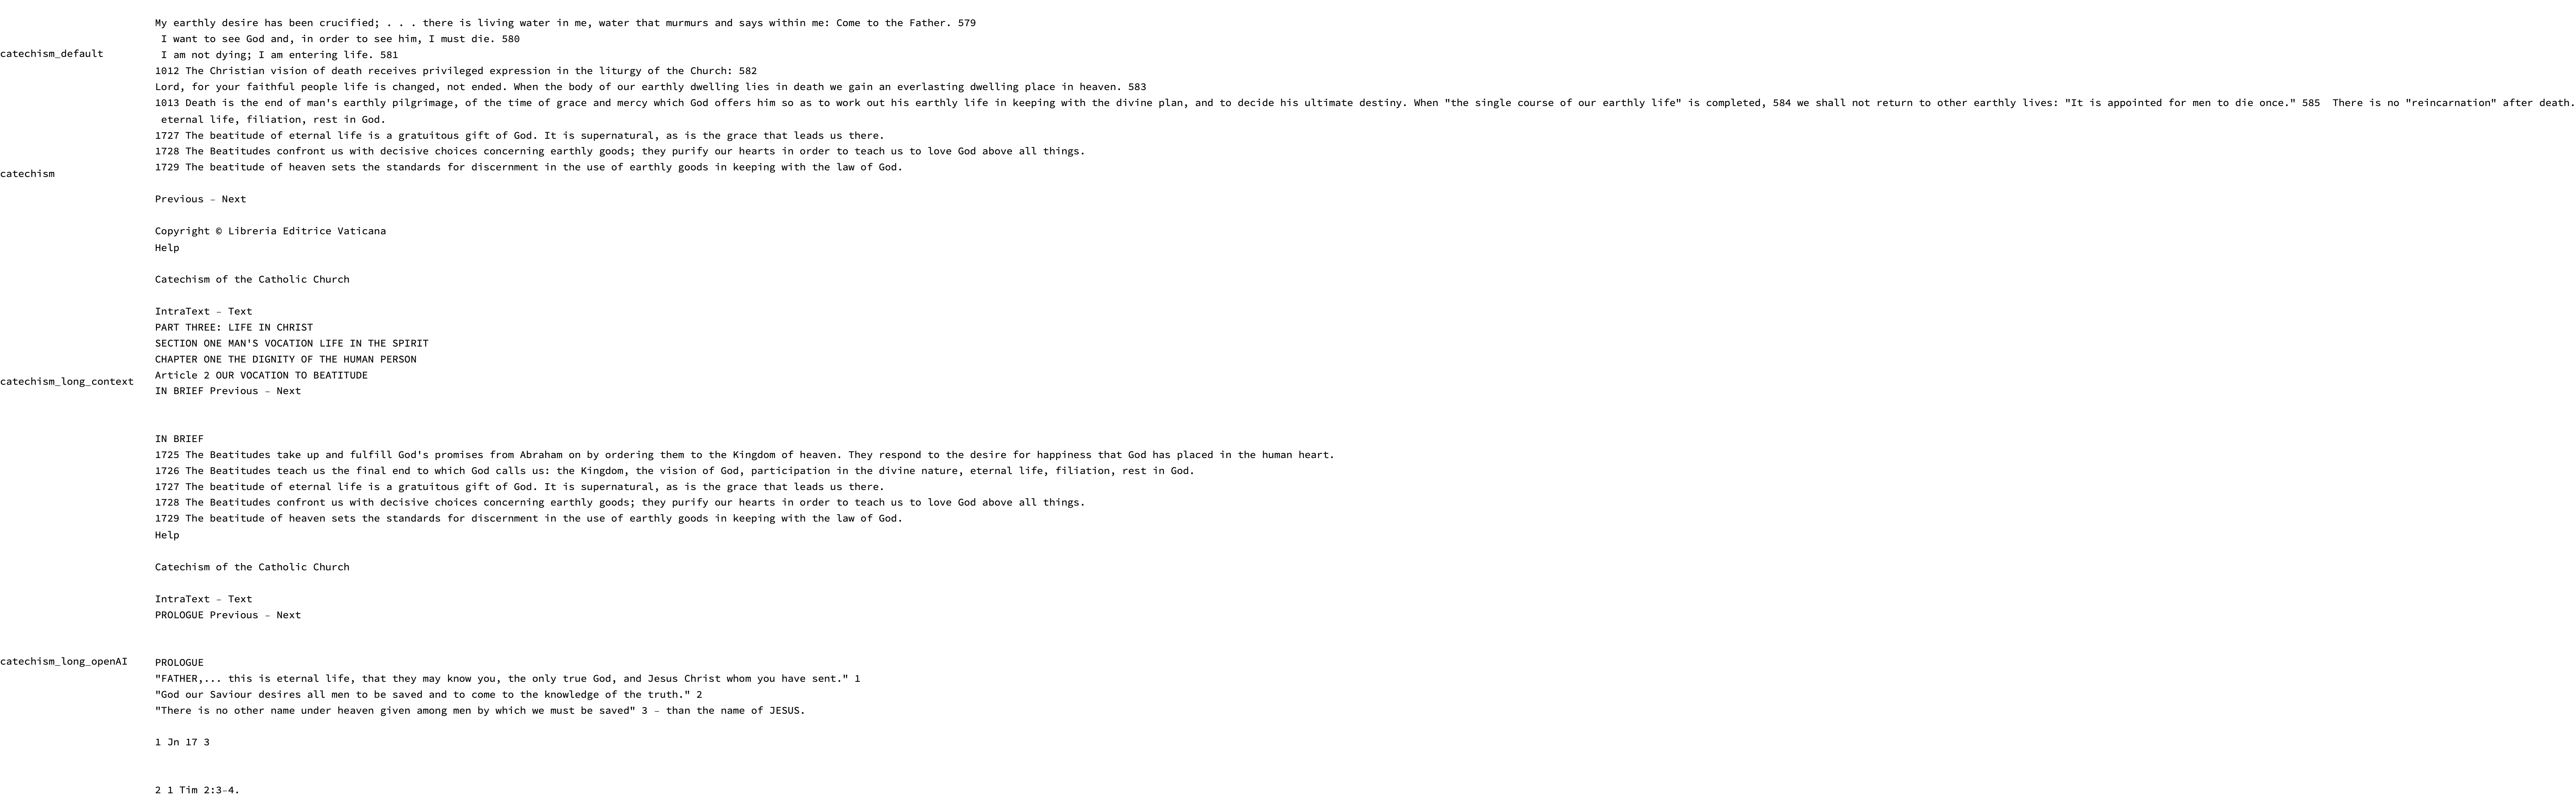 My earthly desire has been crucified; . . . there is living water in me, water that murmurs and says within me: Come to the Father. 579
I want to see God and, in order to see him, I must die. 580
catechism_default
I am not dying; I am entering life. 581
1012 The Christian vision of death receives privileged expression in the liturgy of the Church: 582
Lord, for your faithful people life is changed, not ended. When the body of our earthly dwelling lies in death we gain an everlasting dwelling place in heaven. 583
1013 Death is the end of man's earthly pilgrimage, of the time of grace and mercy which God offers him so as to work out his earthly life in keeping with the divine plan, and to decide his ultimate destiny. When "the single course of our earthly life" is completed, 584 we shall not return to other earthly lives: "It is appointed for men to die once." 585  There is no "reincarnation" after death.
eternal life, filiation, rest in God.
1727 The beatitude of eternal life is a gratuitous gift of God. It is supernatural, as is the grace that leads us there.
1728 The Beatitudes confront us with decisive choices concerning earthly goods; they purify our hearts in order to teach us to love God above all things.
1729 The beatitude of heaven sets the standards for discernment in the use of earthly goods in keeping with the law of God.
catechism
Previous - Next
Copyright © Libreria Editrice Vaticana
Help
Catechism of the Catholic Church
IntraText - Text
PART THREE: LIFE IN CHRIST
SECTION ONE MAN'S VOCATION LIFE IN THE SPIRIT
CHAPTER ONE THE DIGNITY OF THE HUMAN PERSON
Article 2 OUR VOCATION TO BEATITUDE
catechism_long_context
IN BRIEF Previous - Next
IN BRIEF
1725 The Beatitudes take up and fulfill God's promises from Abraham on by ordering them to the Kingdom of heaven. They respond to the desire for happiness that God has placed in the human heart.
1726 The Beatitudes teach us the final end to which God calls us: the Kingdom, the vision of God, participation in the divine nature, eternal life, filiation, rest in God.
1727 The beatitude of eternal life is a gratuitous gift of God. It is supernatural, as is the grace that leads us there.
1728 The Beatitudes confront us with decisive choices concerning earthly goods; they purify our hearts in order to teach us to love God above all things.
1729 The beatitude of heaven sets the standards for discernment in the use of earthly goods in keeping with the law of God.
Help
Catechism of the Catholic Church
IntraText - Text
PROLOGUE Previous - Next
catechism_long_openAI
PROLOGUE
"FATHER,... this is eternal life, that they may know you, the only true God, and Jesus Christ whom you have sent." 1
"God our Saviour desires all men to be saved and to come to the knowledge of the truth." 2
"There is no other name under heaven given among men by which we must be saved" 3 - than the name of JESUS.
1 Jn 17 3
2 1 Tim 2:3-4.